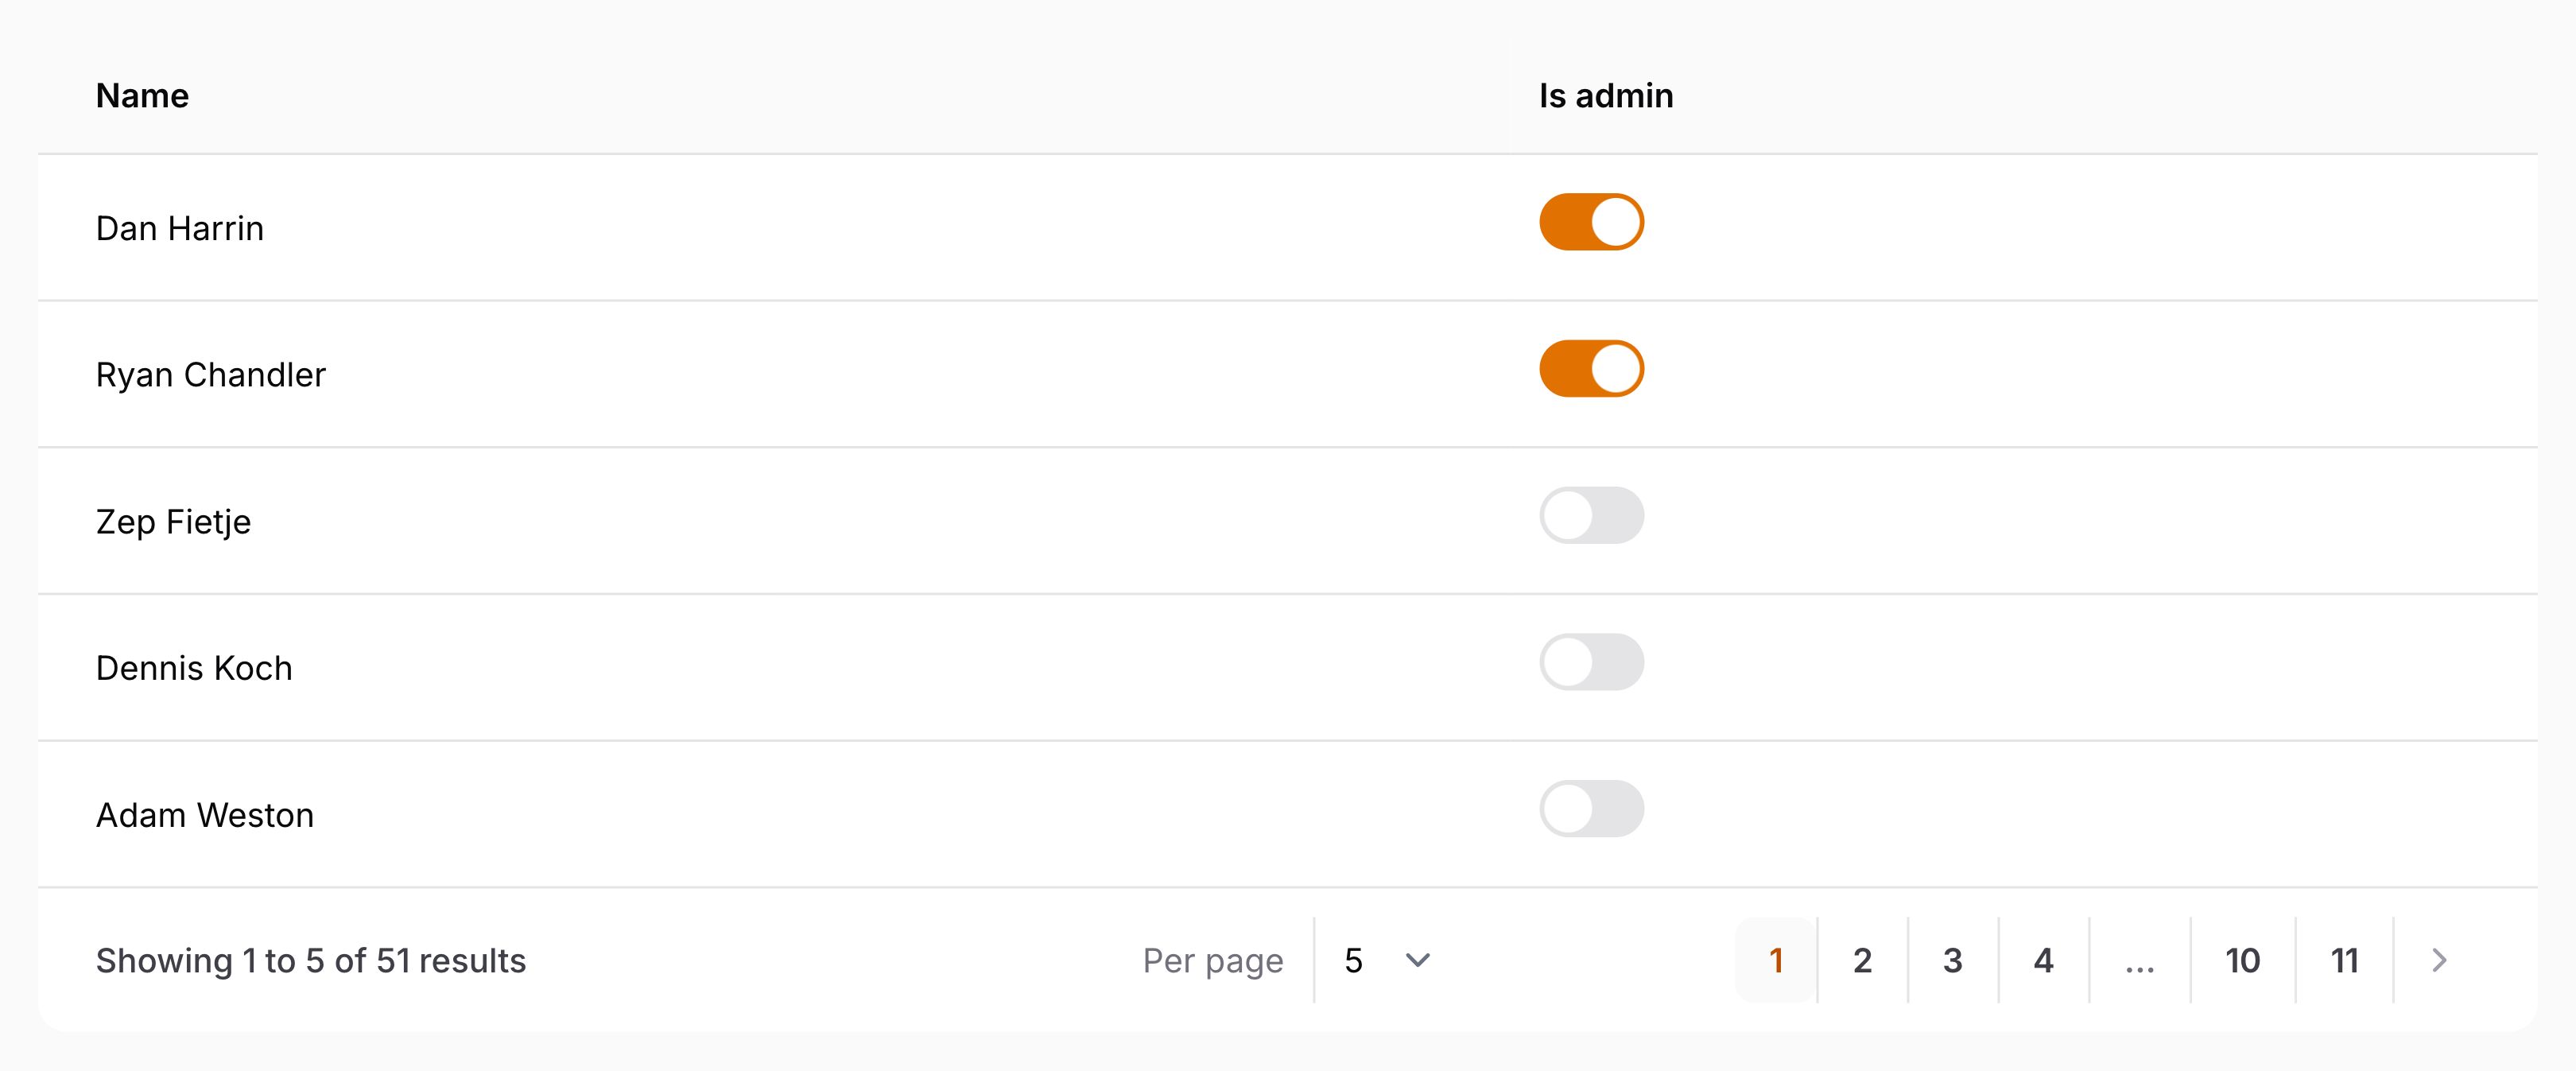 Name Is admin
Dan Harrin
Ryan Chandler
Zep Fietje
Dennis Koch
Adam Weston
Showing 1 to 5 of 51 results Per page 5 1 2 3 4 ... 10 11